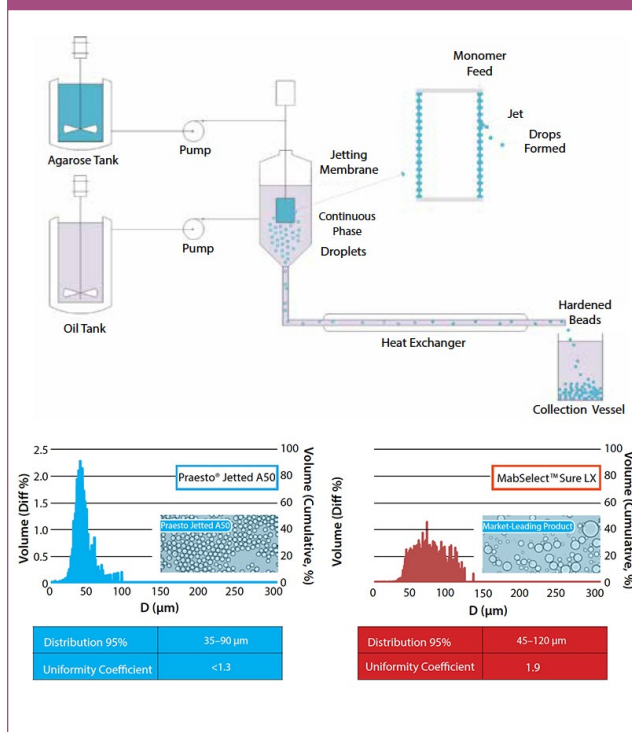 Monomer
Feed
Jet
Drops
Formed
Agarose Tank
Pump
Jetting
Membrane
Continuous
Phase
Droplets
Pump
Oil Tank
Hardened
Beads
Heat Exchanger
Collection Vessel
Volume (Diff %)
2.5
2.0
1.5
1.0
0.5
0
Praesto® Jetted A50
Praesto Jetted A50
100
80
60
40
20
0
Volume (Cumulative, %)
0 50 100 150 200 250 300
D (μm)
Distribution 95% 35–90 μm
Uniformity Coefficient <1.3
Volume (Diff %)
MabSelect™ Sure LX
Market-Leading Product
100
80
60
40
20
0
Volume (Cumulative, %)
0 50 100 150 200 250 300
D (μm)
Distribution 95% 45–120 μm
Uniformity Coefficient 1.9